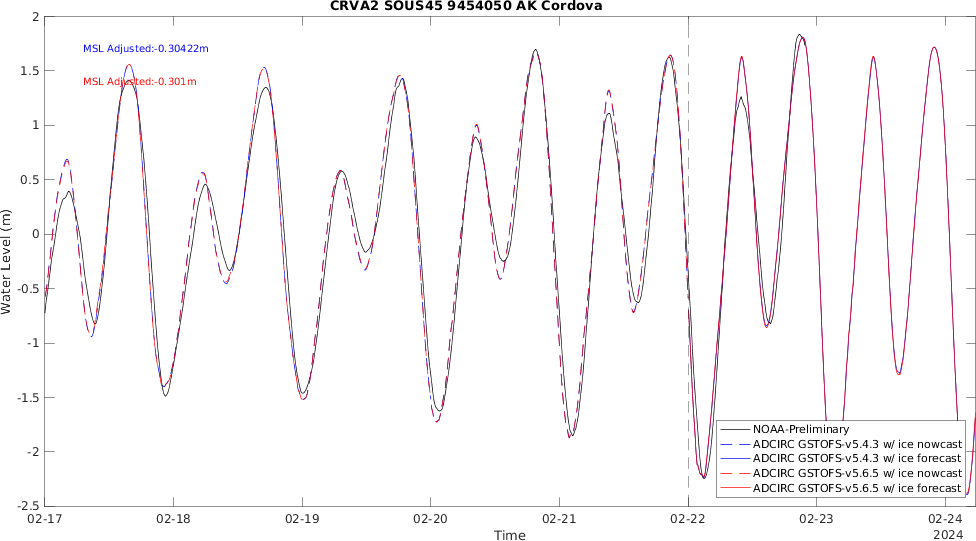 CRVA2 SOUS45 9454050 AK Cordova
2
MSL Adjusted:-0.30422m
1.5
MSL Adjusted:-0.301m
1
0.5
0
-0.5
-1
-1.5
-2
-2.5
Water Level (m)
NOAA-Preliminary
ADCIRC GSTOFS-v5.4.3 w/ ice nowcast
ADCIRC GSTOFS-v5.4.3 w/ ice forecast
ADCIRC GSTOFS-v5.6.5 w/ ice nowcast
ADCIRC GSTOFS-v5.6.5 w/ ice forecast
02-17 02-18 02-19 02-20 02-21 02-22 02-23 02-24
Time
2024